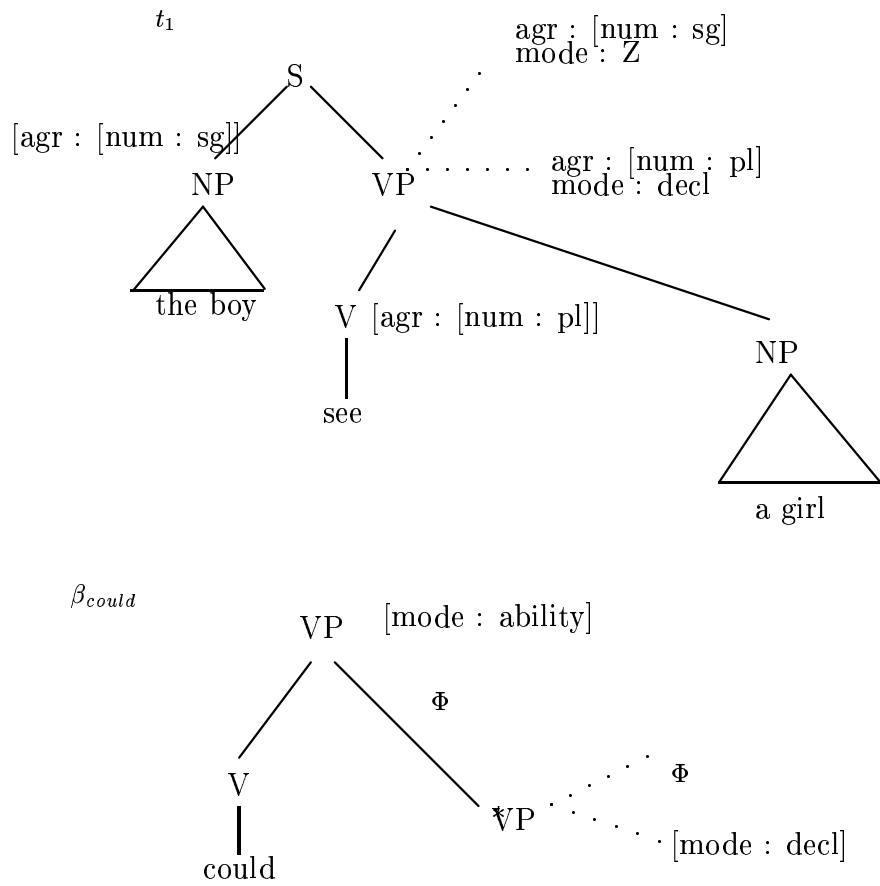 t₁
agr : [num : sg]
mode : Z
S
[agr : [num : sg]]
agr : [num : pl]
mode : decl
NP
VP
the boy
V [agr : [num : pl]]
NP
see
a girl
β_could
VP [mode : ability]
Φ
V
Φ
*VP
[mode : decl]
could